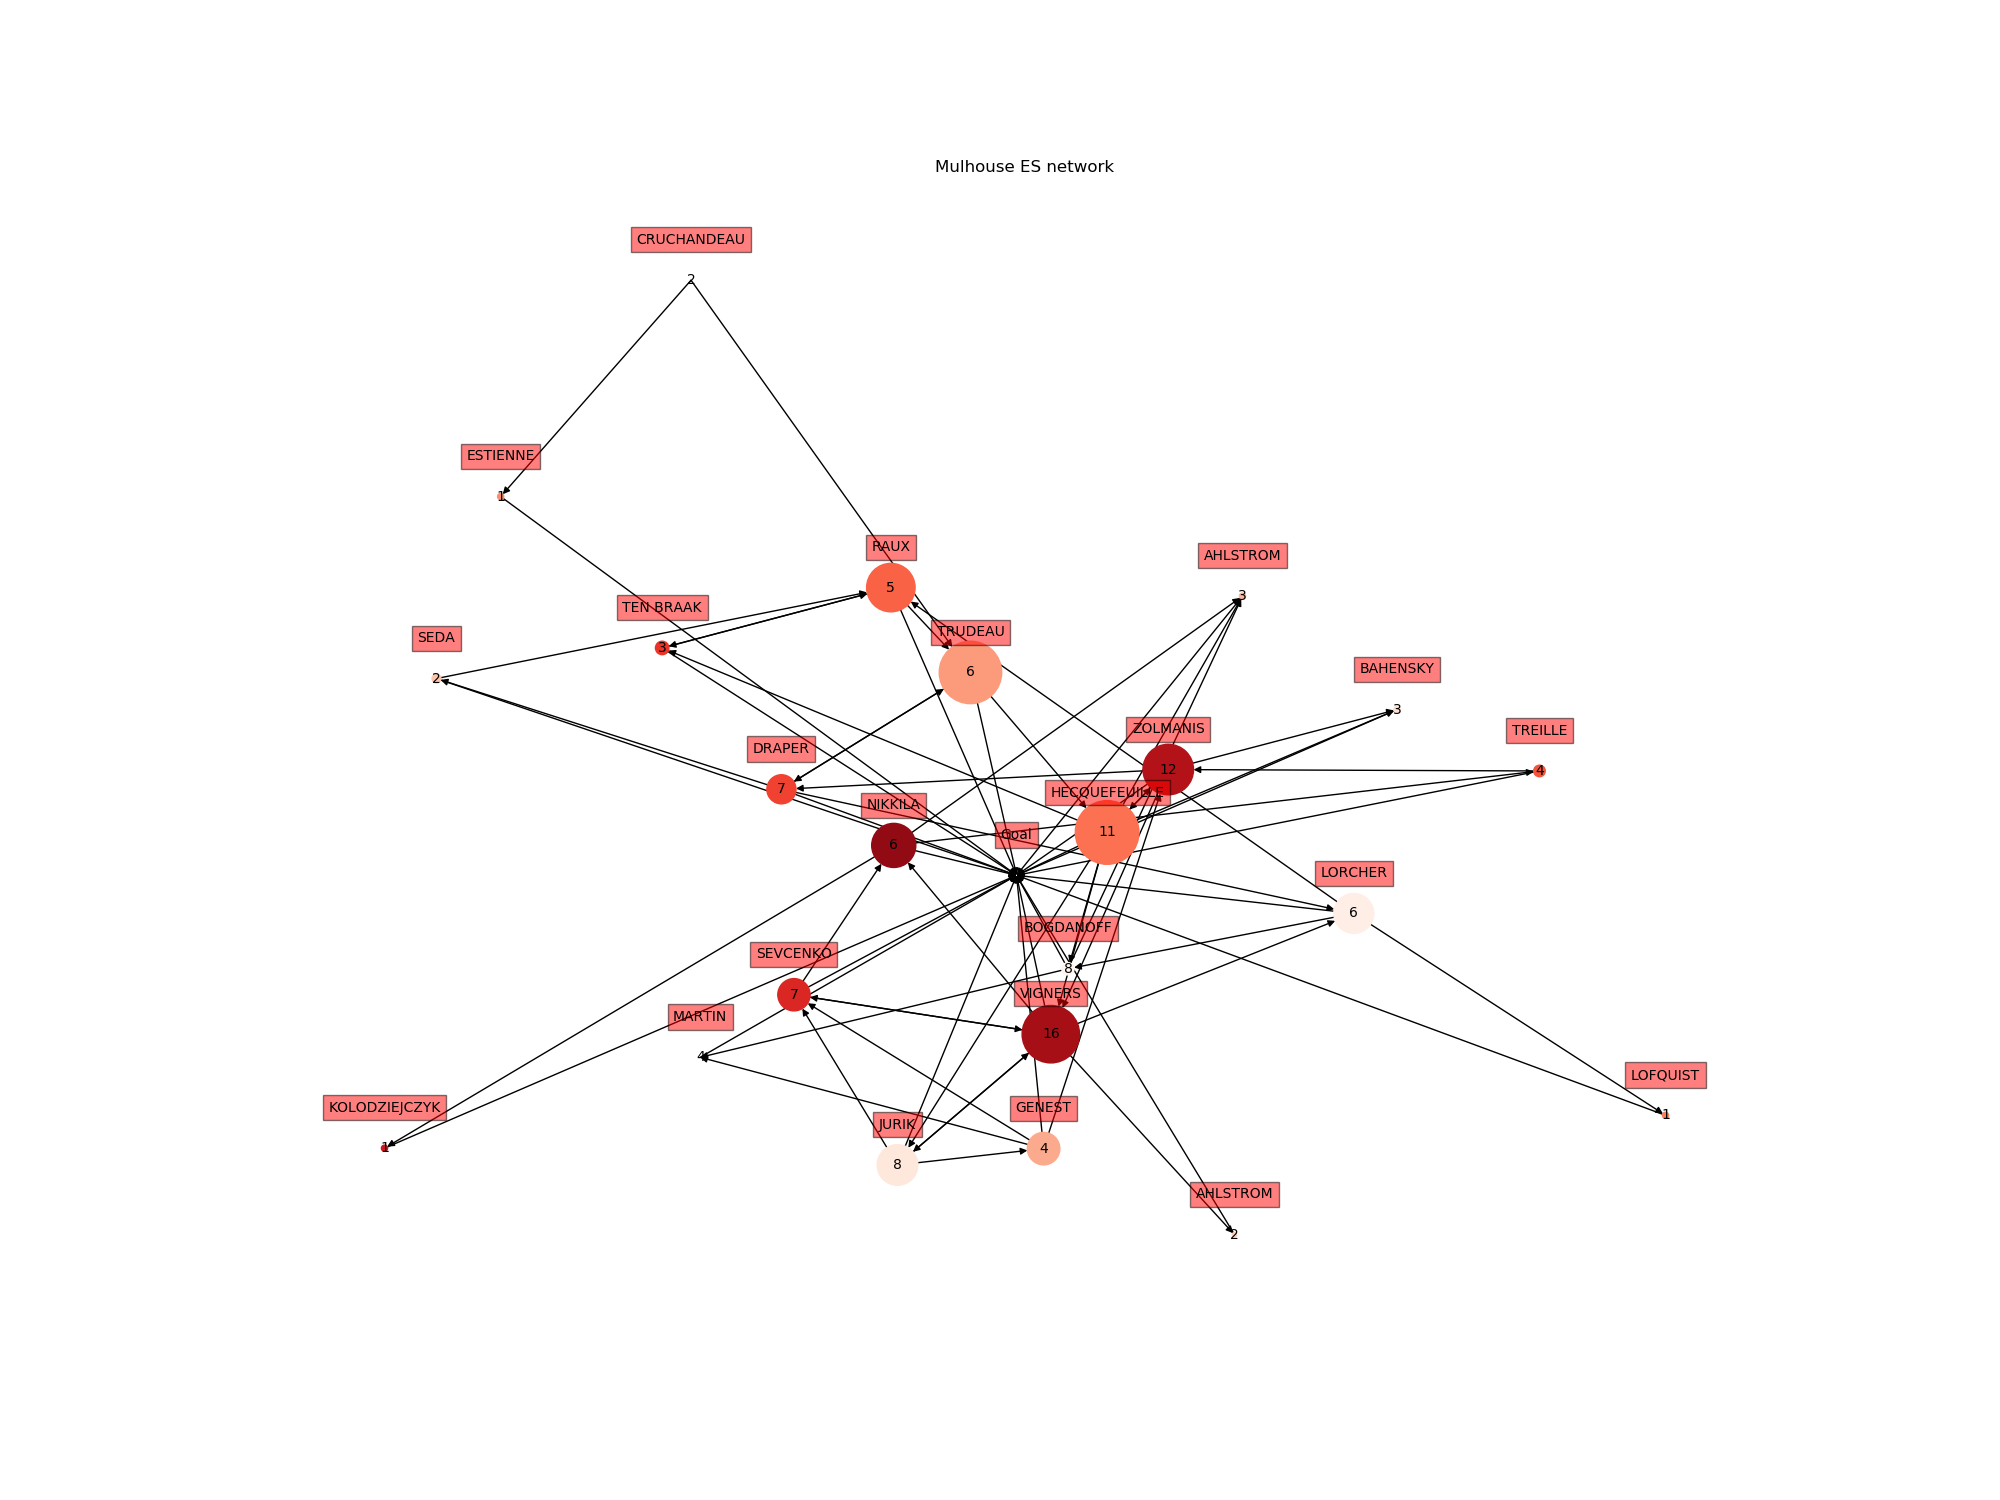 Mulhouse ES network
CRUCHANDEAU
2
ESTIENNE
1
RAUX
5
AHLSTROM
3
TEN BRAAK
3
TRUDEAU
6
SEDA
2
BAHENSKY
3
ZOLMANIS
12
TREILLE
4
DRAPER
7
HECQUEFEUILLE
11
NIKKILA
6
Goal
LORCHER
6
BOGDANOFF
8
SEVCENKO
7
VIGNERS
16
MARTIN
4
LOFQUIST
1
KOLODZIEJCZYK
1
GENEST
4
JURIK
8
AHLSTROM
2